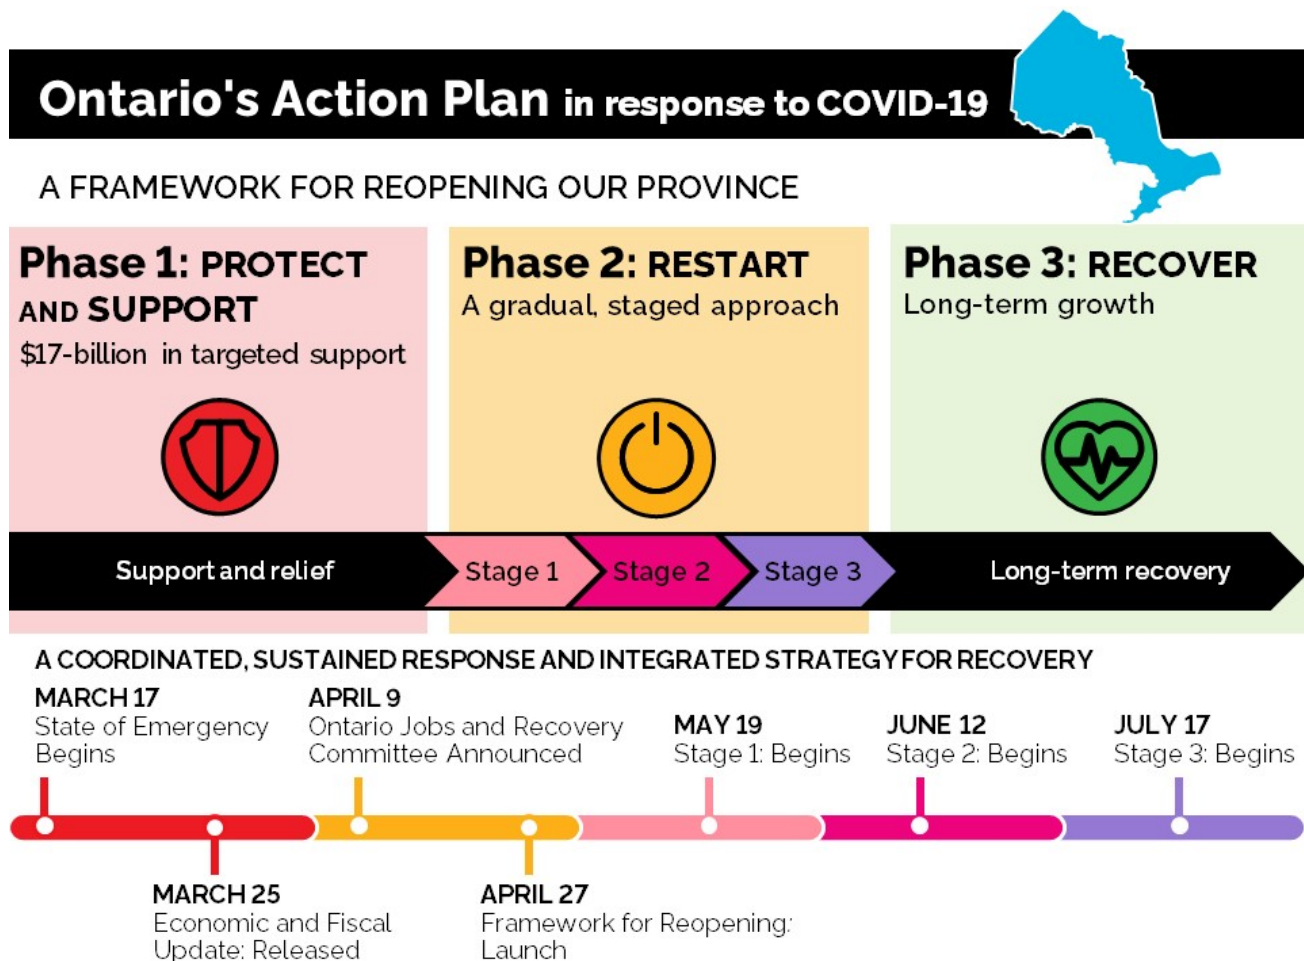 Ontario's Action Plan in response to COVID-19
A FRAMEWORK FOR REOPENING OUR PROVINCE
Phase 1: PROTECT
AND SUPPORT
$17-billion in targeted support
Phase 2: RESTART
A gradual, staged approach
Phase 3: RECOVER
Long-term growth
Support and relief
Stage 1
Stage 2
Stage 3
Long-term recovery
A COORDINATED, SUSTAINED RESPONSE AND INTEGRATED STRATEGY FOR RECOVERY
MARCH 17
State of Emergency
Begins
APRIL 9
Ontario Jobs and Recovery
Committee Announced
MAY 19
Stage 1: Begins
JUNE 12
Stage 2: Begins
JULY 17
Stage 3: Begins
MARCH 25
Economic and Fiscal
Update: Released
APRIL 27
Framework for Reopening:
Launch